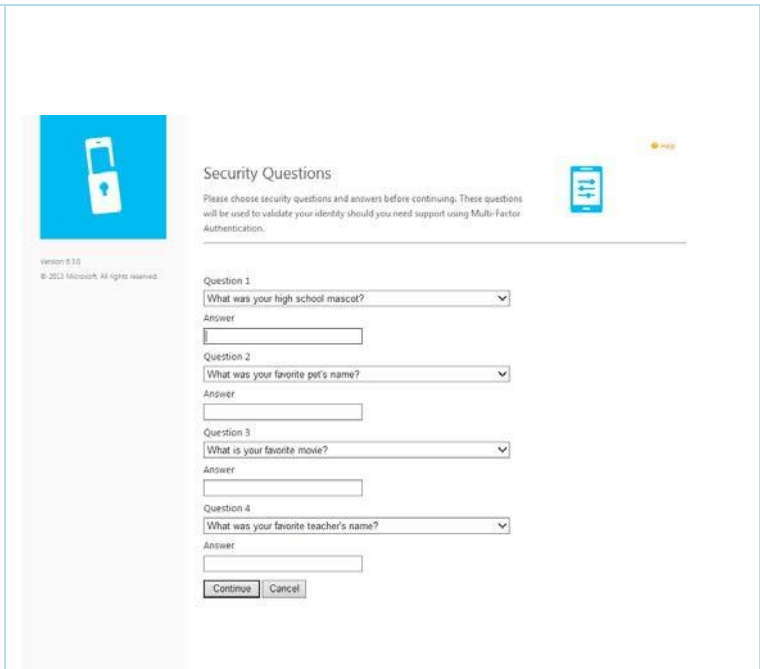 Help
Security Questions
Please choose security questions and answers before continuing. These questions
will be used to validate your identity should you need support using Multi-Factor
Authentication.
Version 6.3.0
© 2013 Microsoft. All rights reserved.
Question 1
What was your high school mascot?
Answer
Question 2
What was your favorite pet's name?
Answer
Question 3
What is your favorite movie?
Answer
Question 4
What was your favorite teacher's name?
Answer
Continue Cancel